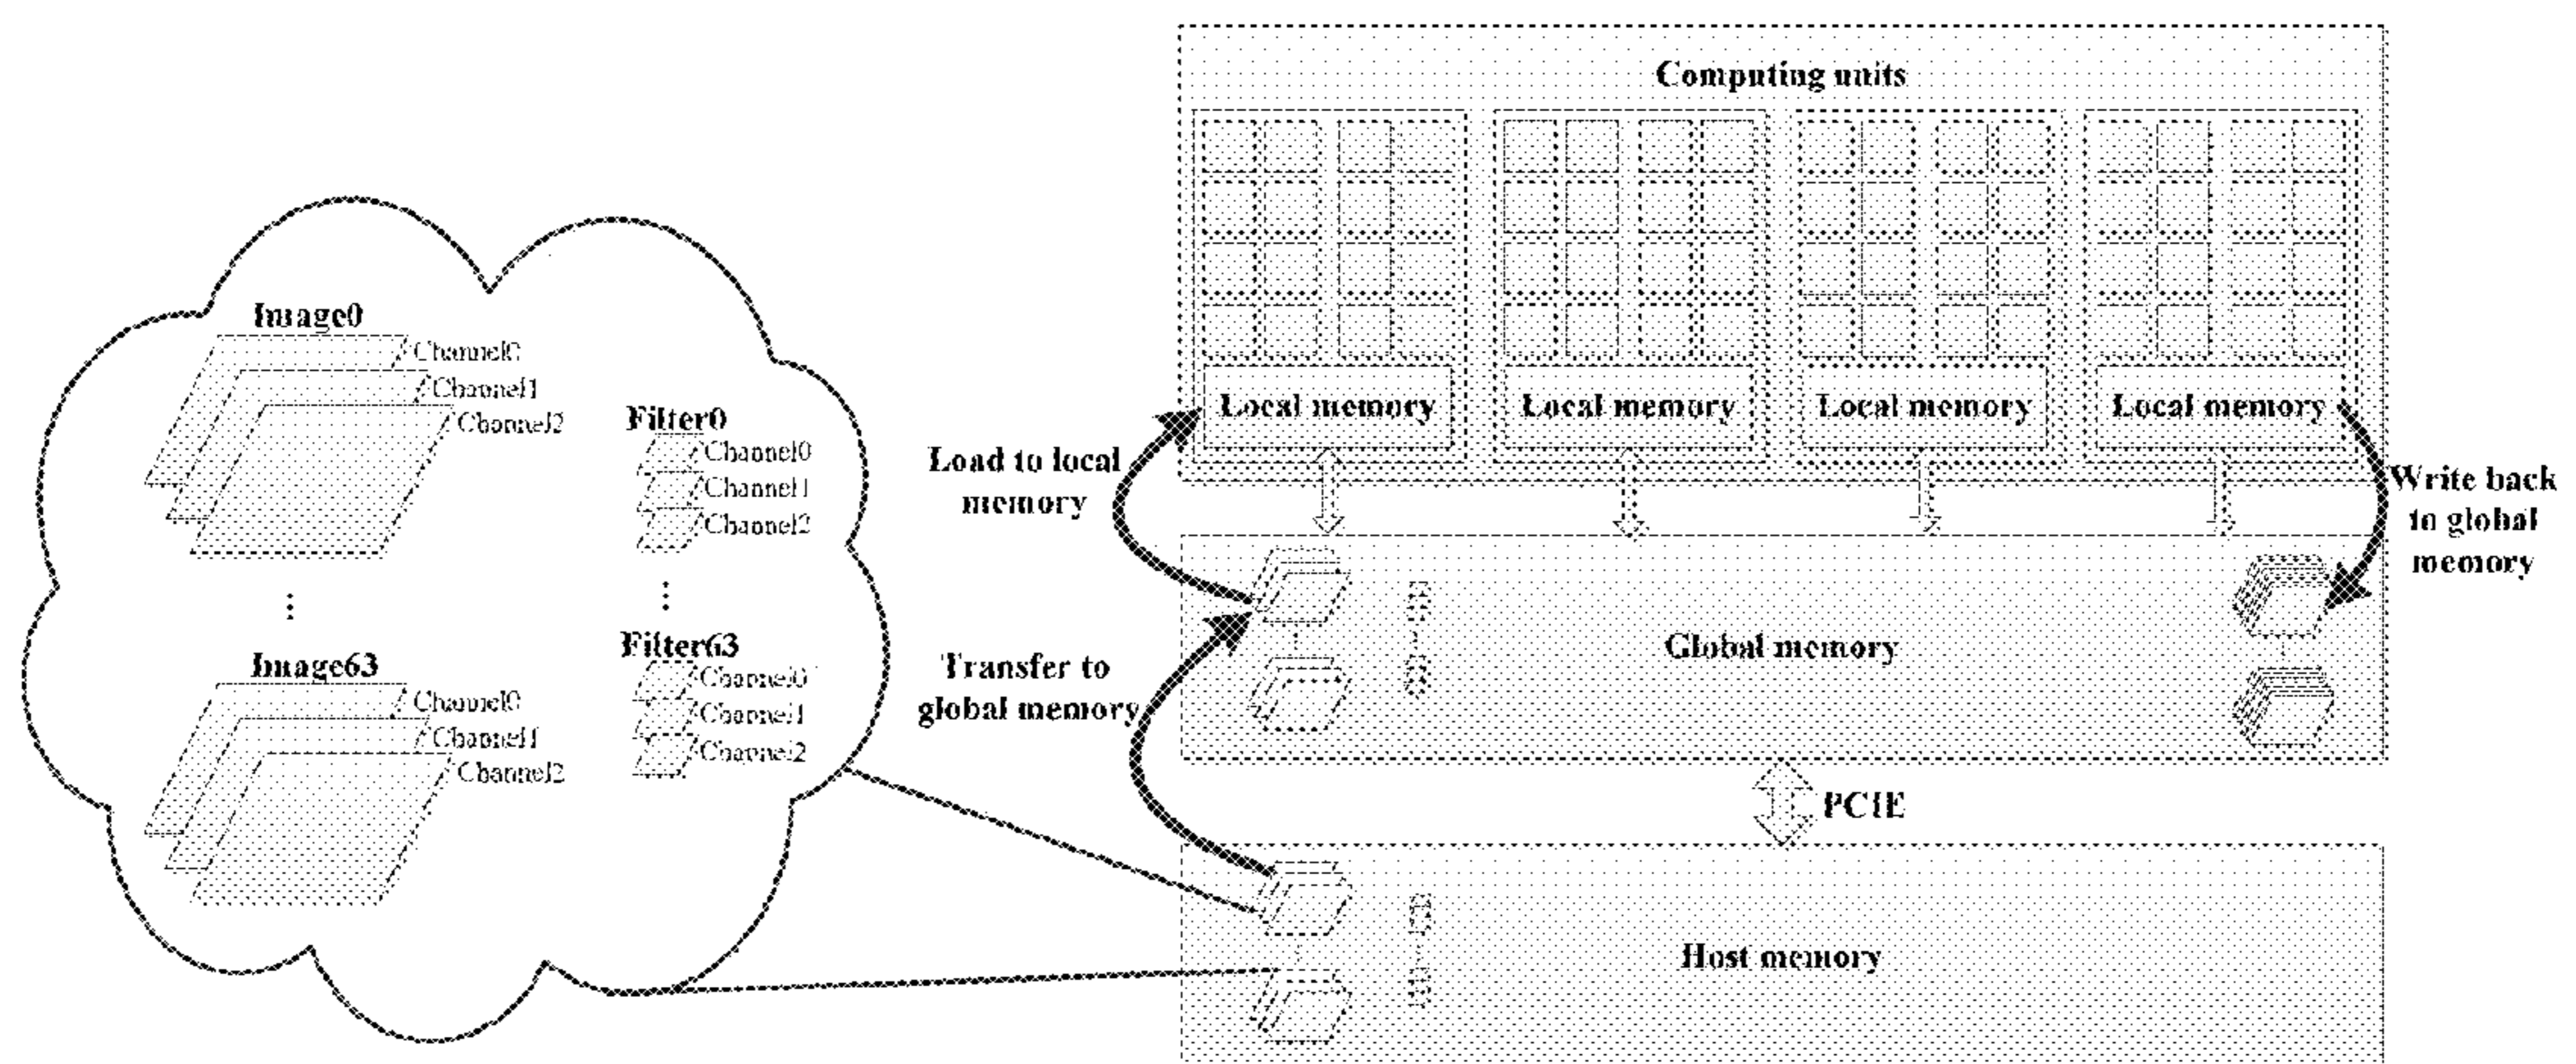 Computing units
Local memory
Local memory
Local memory
Local memory
Load to local
memory
Write back
to global
memory
Transfer to
global memory
Global memory
PCIE
Host memory
Image0
Channel0
Channel1
Channel2
Filter0
Channel0
Channel1
Channel2
Image63
Channel0
Channel1
Channel2
Filter63
Channel0
Channel1
Channel2